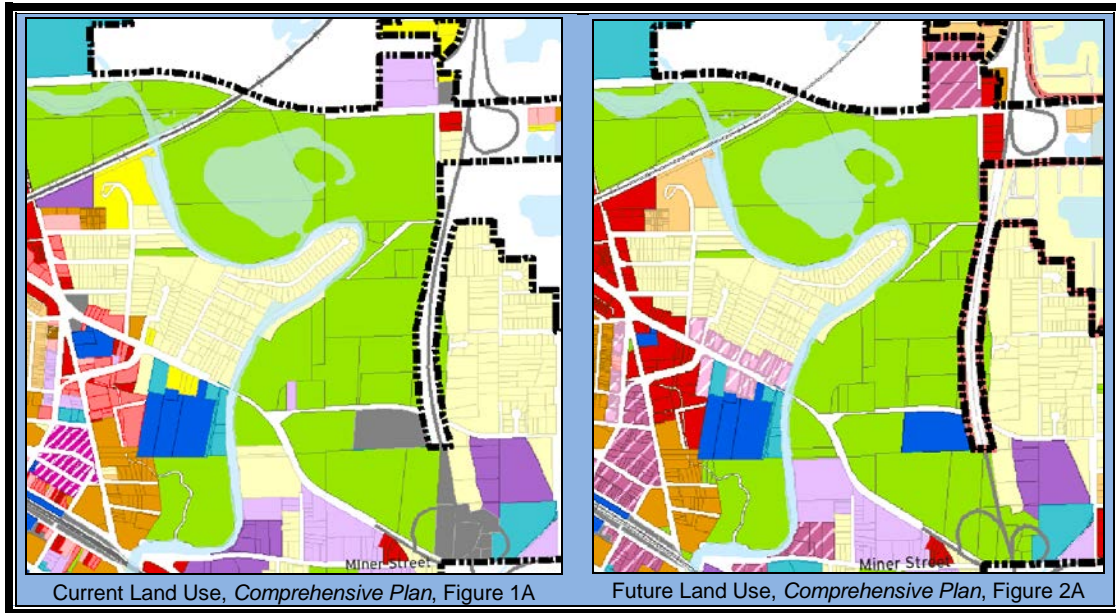 Miner Street
Miner Street
Current Land Use, Comprehensive Plan, Figure 1A
Future Land Use, Comprehensive Plan, Figure 2A